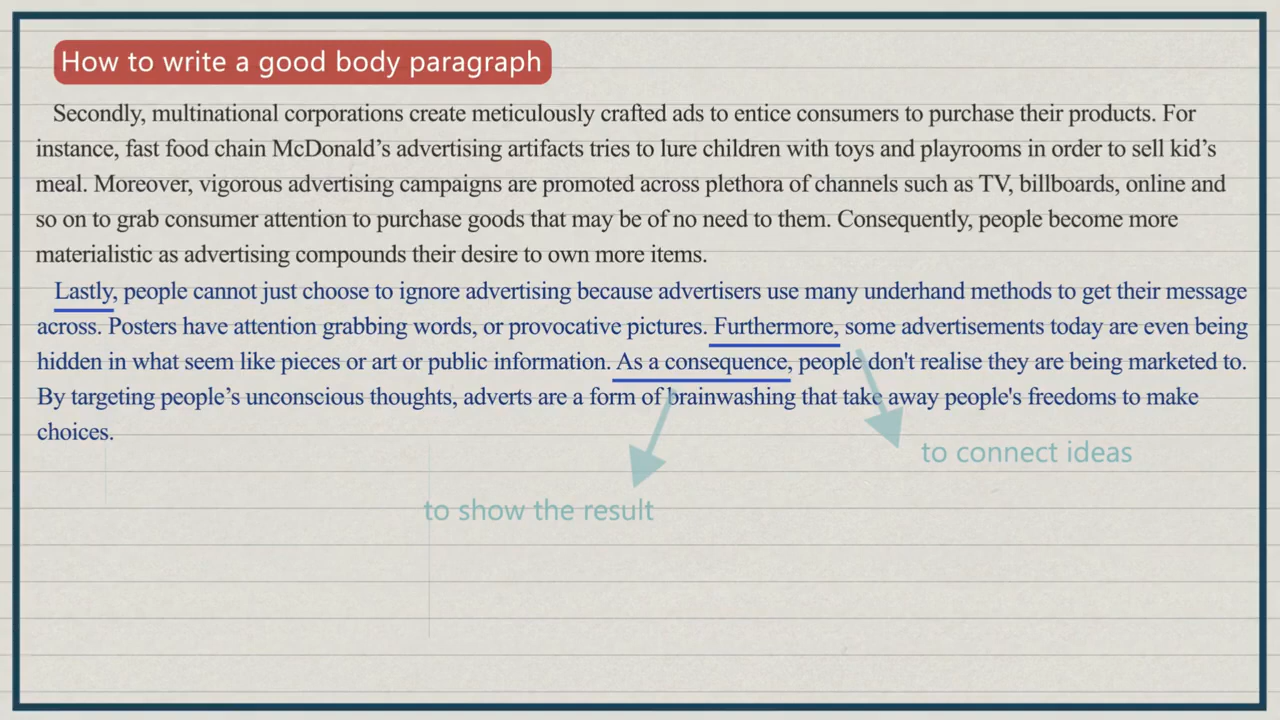 How to write a good body paragraph
Secondly, multinational corporations create meticulously crafted ads to entice consumers to purchase their products. For
instance, fast food chain McDonald’s advertising artifacts tries to lure children with toys and playrooms in order to sell kid’s
meal. Moreover, vigorous advertising campaigns are promoted across plethora of channels such as TV, billboards, online and
so on to grab consumer attention to purchase goods that may be of no need to them. Consequently, people become more
materialistic as advertising compounds their desire to own more items.
Lastly, people cannot just choose to ignore advertising because advertisers use many underhand methods to get their message
across. Posters have attention grabbing words, or provocative pictures. Furthermore, some advertisements today are even being
hidden in what seem like pieces or art or public information. As a consequence, people don't realise they are being marketed to.
By targeting people’s unconscious thoughts, adverts are a form of brainwashing that take away people's freedoms to make
choices.
to connect ideas
to show the result